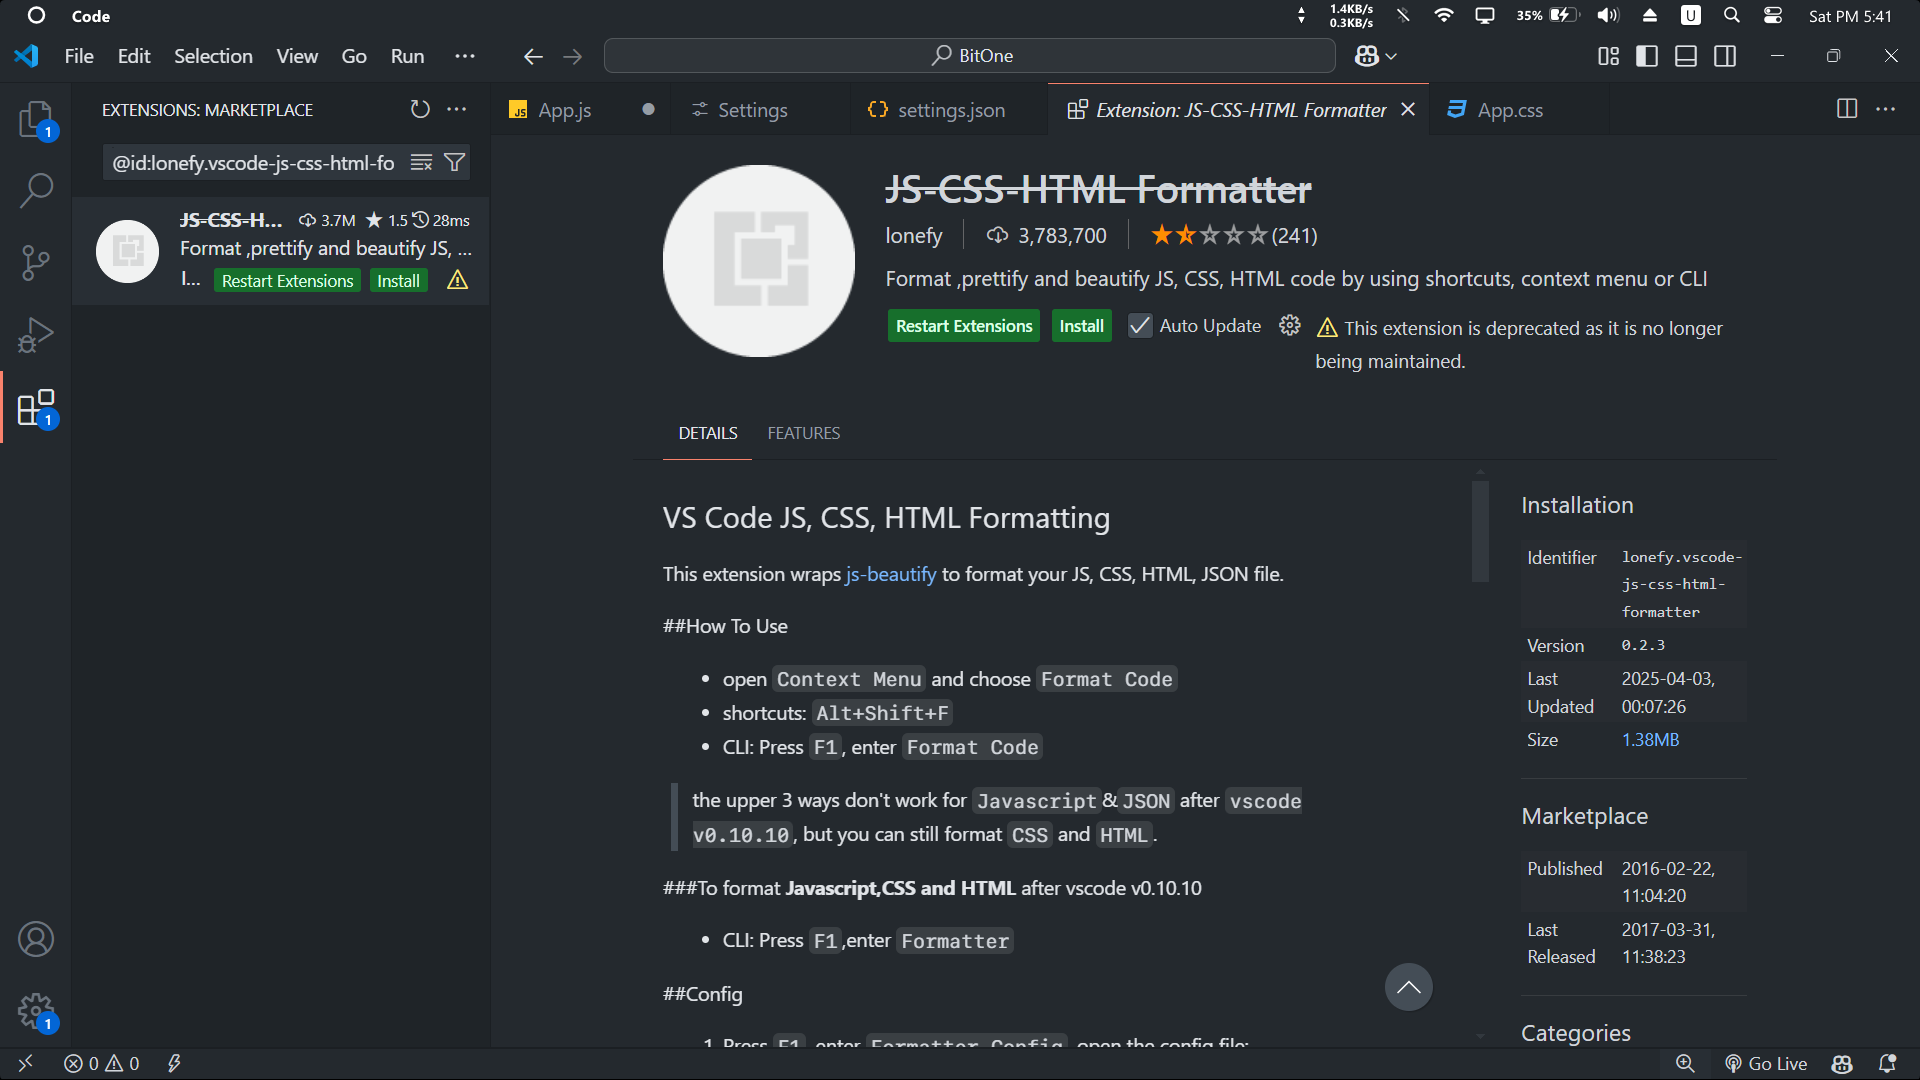 Code
1.4KB/s
0.3KB/s
35%
U
Sat PM 5:41
File Edit Selection View Go Run ···
BitOne
EXTENSIONS: MARKETPLACE
@id:lonefy.vscode-js-css-html-fo
JS-CSS-H... 3.7M 1.5 28ms
Format ,prettify and beautify JS, ...
l... Restart Extensions Install
1
1
1
JS App.js
Settings
{} settings.json
Extension: JS-CSS-HTML Formatter
App.css
JS-CSS-HTML Formatter
lonefy 3,783,700 (241)
Format ,prettify and beautify JS, CSS, HTML code by using shortcuts, context menu or CLI
Restart Extensions Install Auto Update
This extension is deprecated as it is no longer
being maintained.
DETAILS FEATURES
VS Code JS, CSS, HTML Formatting
This extension wraps js-beautify to format your JS, CSS, HTML, JSON file.
##How To Use
• open Context Menu and choose Format Code
• shortcuts: Alt+Shift+F
• CLI: Press F1, enter Format Code
the upper 3 ways don't work for Javascript&JSON after vscode
v0.10.10, but you can still format CSS and HTML.
###To format Javascript,CSS and HTML after vscode v0.10.10
• CLI: Press F1,enter Formatter
##Config
1. Press F1, enter Formatter Config, open the config file:
Installation
Identifier lonefy.vscode-
js-css-html-
formatter
Version 0.2.3
Last 2025-04-03,
Updated 00:07:26
Size 1.38MB
Marketplace
Published 2016-02-22,
11:04:20
Last 2017-03-31,
Released 11:38:23
Categories
0 0
Go Live